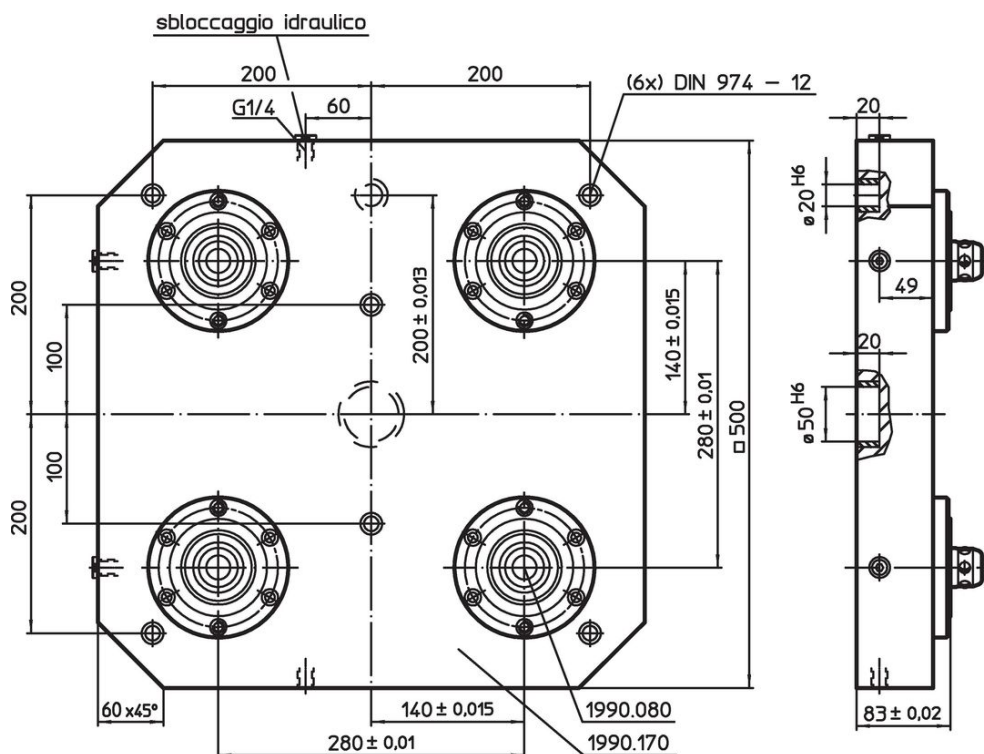 sbloccaggio idraulico
200
200
(6x) DIN 974 – 12
G1/4
60
20
⌀20 H6
49
200
100
200 ± 0,013
140 ± 0,015
280 ± 0,01
□ 500
20
⌀50 H6
100
200
60 x45°
140 ± 0,015
280 ± 0,01
1990.080
1990.170
83 ± 0,02